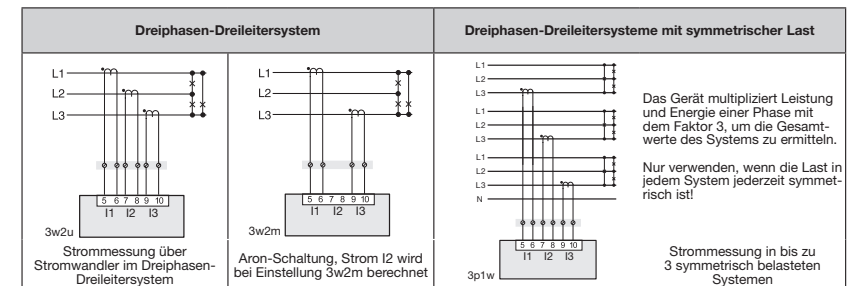 Dreiphasen-Dreileitersystem
Dreiphasen-Dreileitersysteme mit symmetrischer Last
L1
L2
L3
5 6 7 8 9 10
I1 I2 I3
3w2u
Strommessung über
Stromwandler im Dreiphasen-
Dreileitersystem
L1
L2
L3
5 6 7 8 9 10
I1 I2 I3
3w2m
Aron-Schaltung, Strom I2 wird
bei Einstellung 3w2m berechnet
L1
L2
L3
L1
L2
L3
L1
L2
L3
N
5 6 7 8 9 10
I1 I2 I3
3p1w
Das Gerät multipliziert Leistung
und Energie einer Phase mit
dem Faktor 3, um die Gesamt-
werte des Systems zu ermitteln.
Nur verwenden, wenn die Last in
jedem System jederzeit symmet-
risch ist!
Strommessung in bis zu
3 symmetrisch belasteten
Systemen